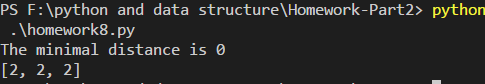 PS F:\python and data structure\Homework-Part2> python
.\homework8.py
The minimal distance is 0
[2, 2, 2]